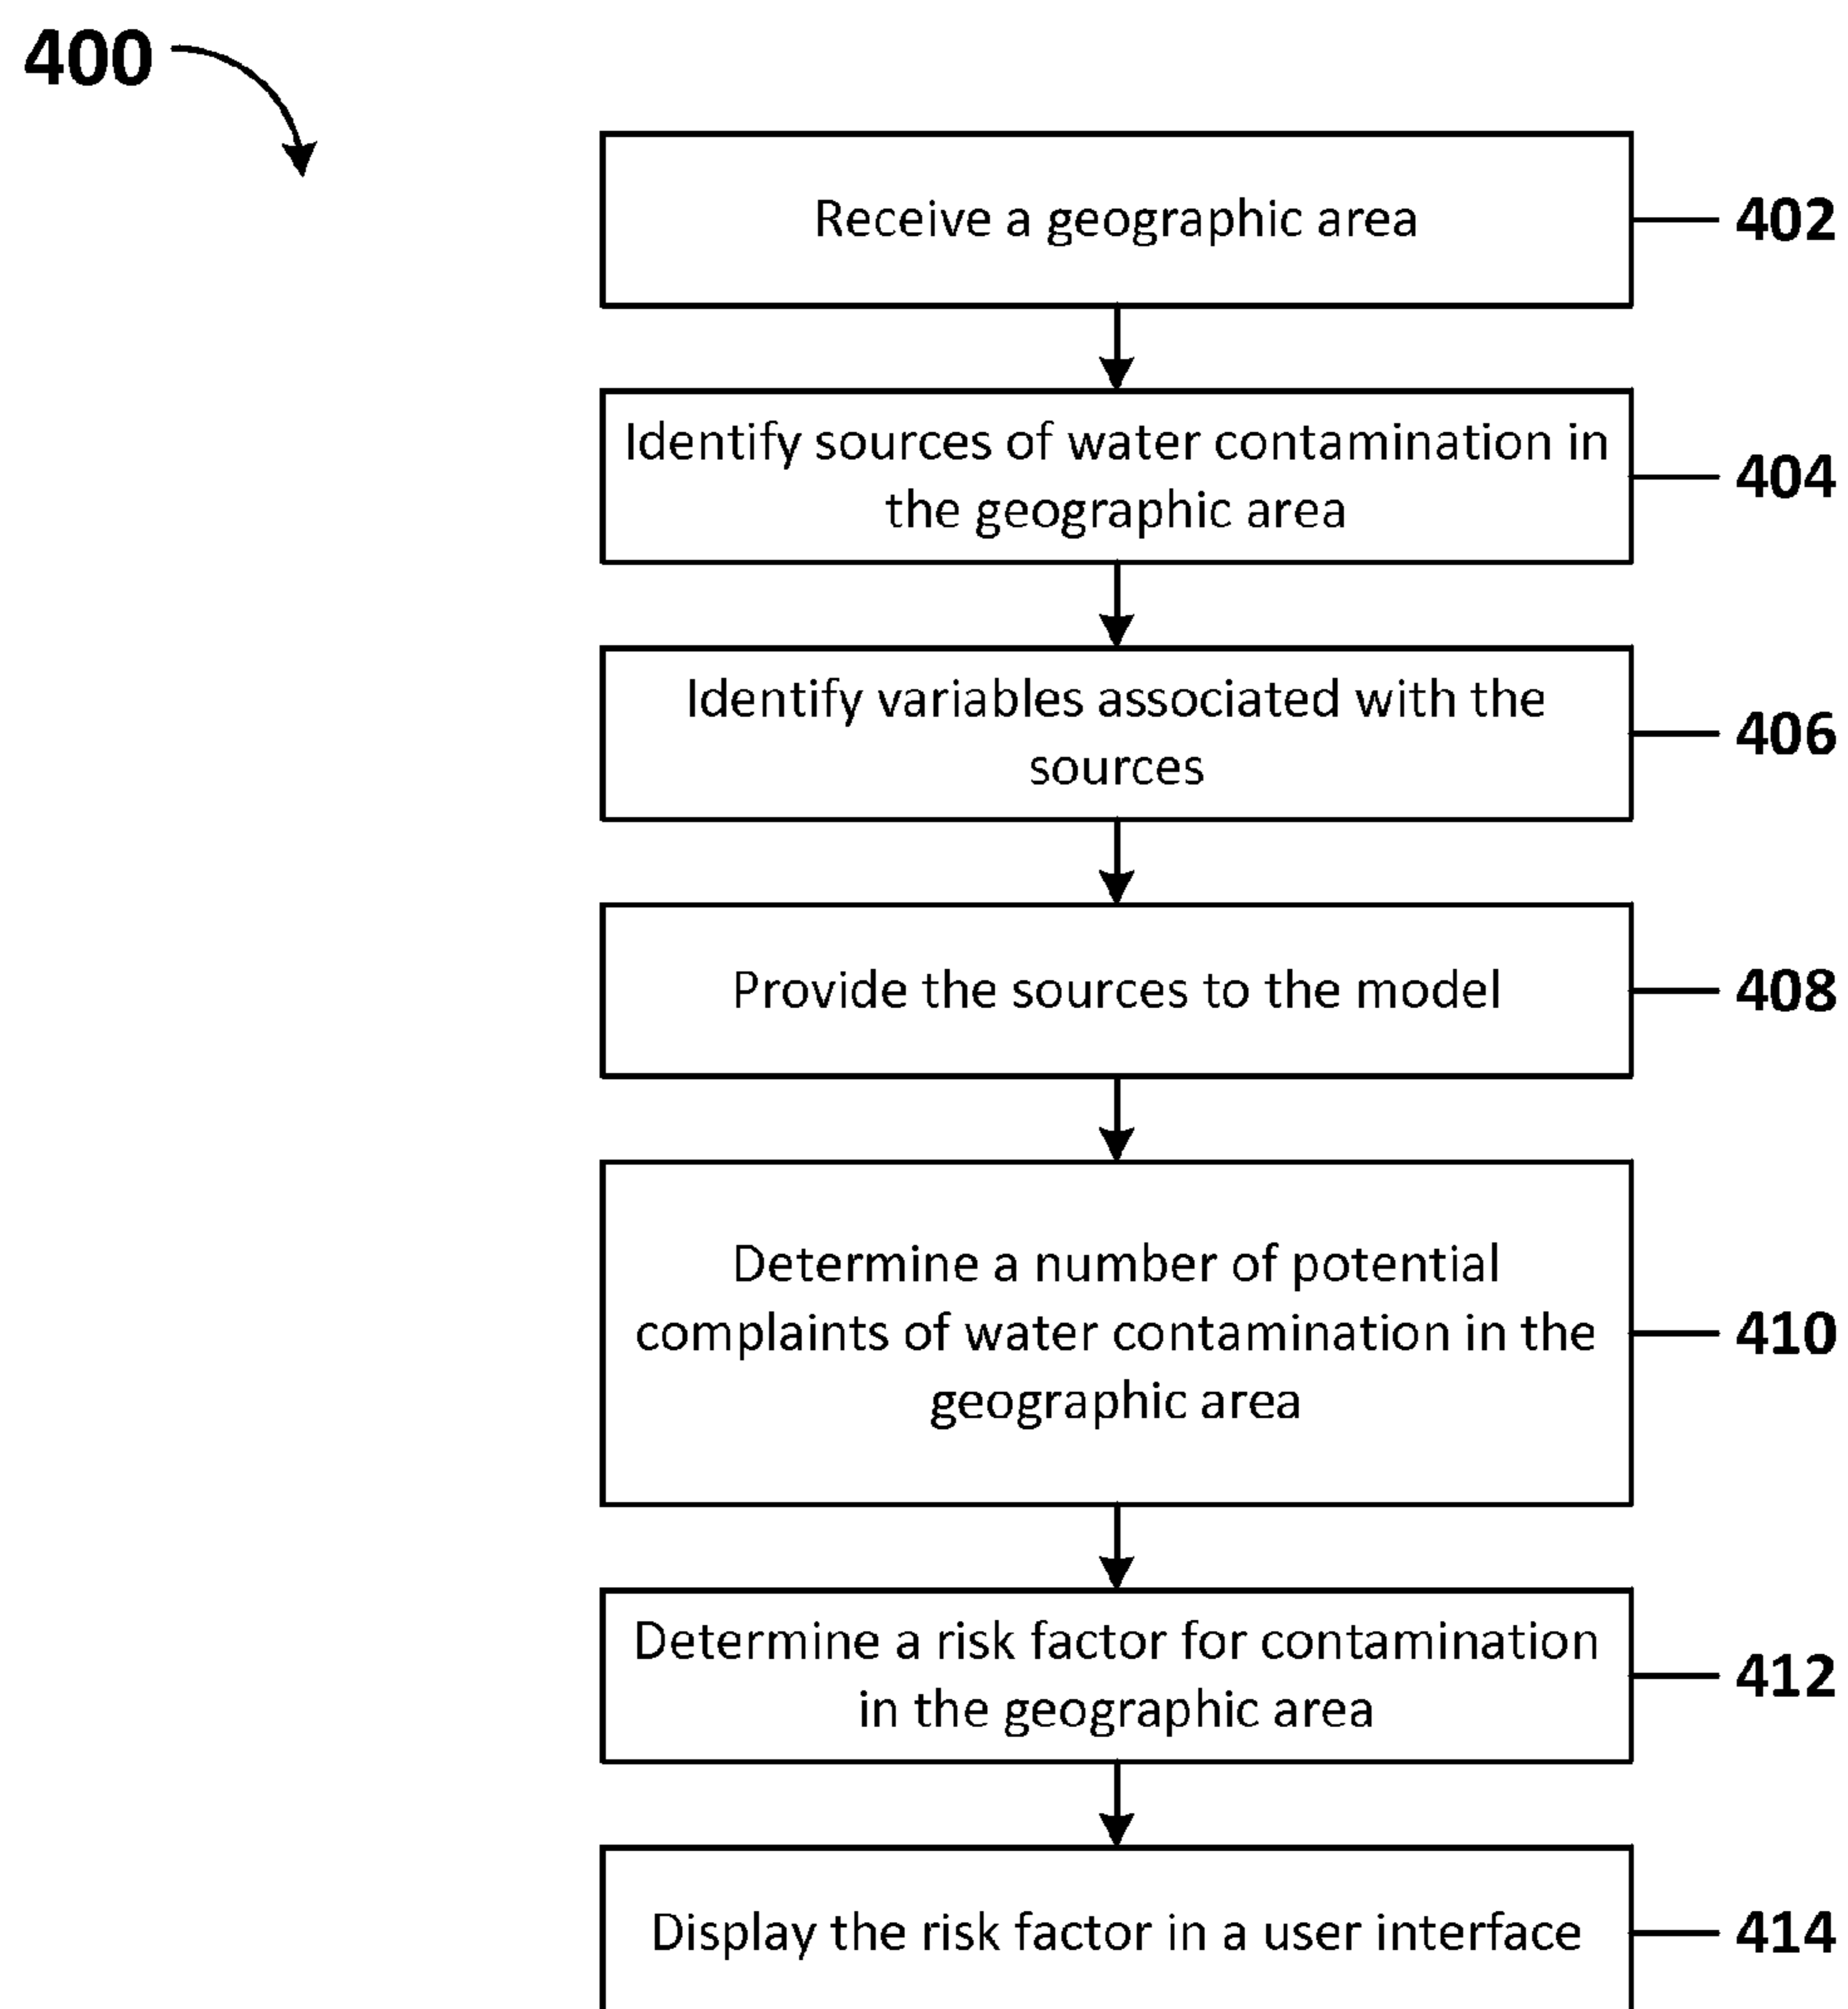 400
Receive a geographic area
402
Identify sources of water contamination in
the geographic area
404
Identify variables associated with the
sources
406
Provide the sources to the model
408
Determine a number of potential
complaints of water contamination in the
geographic area
410
Determine a risk factor for contamination
in the geographic area
412
Display the risk factor in a user interface
414